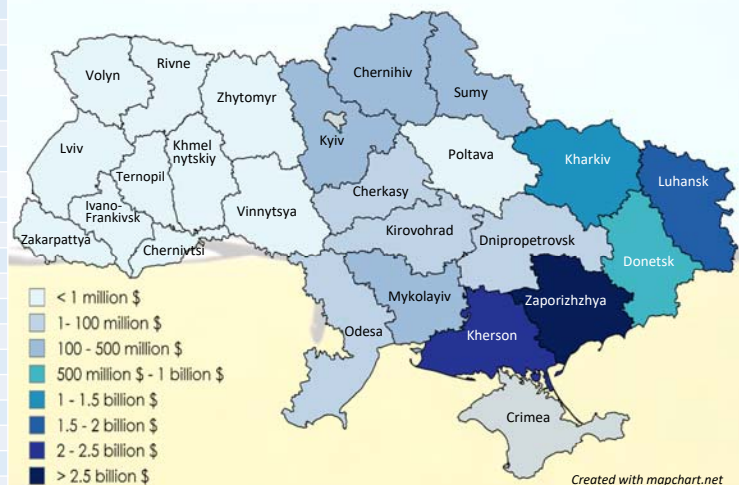 Volyn
Rivne
Zhytomyr
Chernihiv
Sumy
Kyiv
Lviv
Ternopil
Khmel
nytskiy
Poltava
Kharkiv
Luhansk
Ivano-
Frankivsk
Vinnytsya
Cherkasy
Kirovohrad
Dnipropetrovsk
Donetsk
Zakarpattya
Chernivtsi
Mykolayiv
Zaporizhzhya
Odesa
Kherson
Crimea
< 1 million $
1- 100 million $
100 - 500 million $
500 million $ - 1 billion $
1 - 1.5 billion $
1.5 - 2 billion $
2 - 2.5 billion $
> 2.5 billion $
Created with mapchart.net